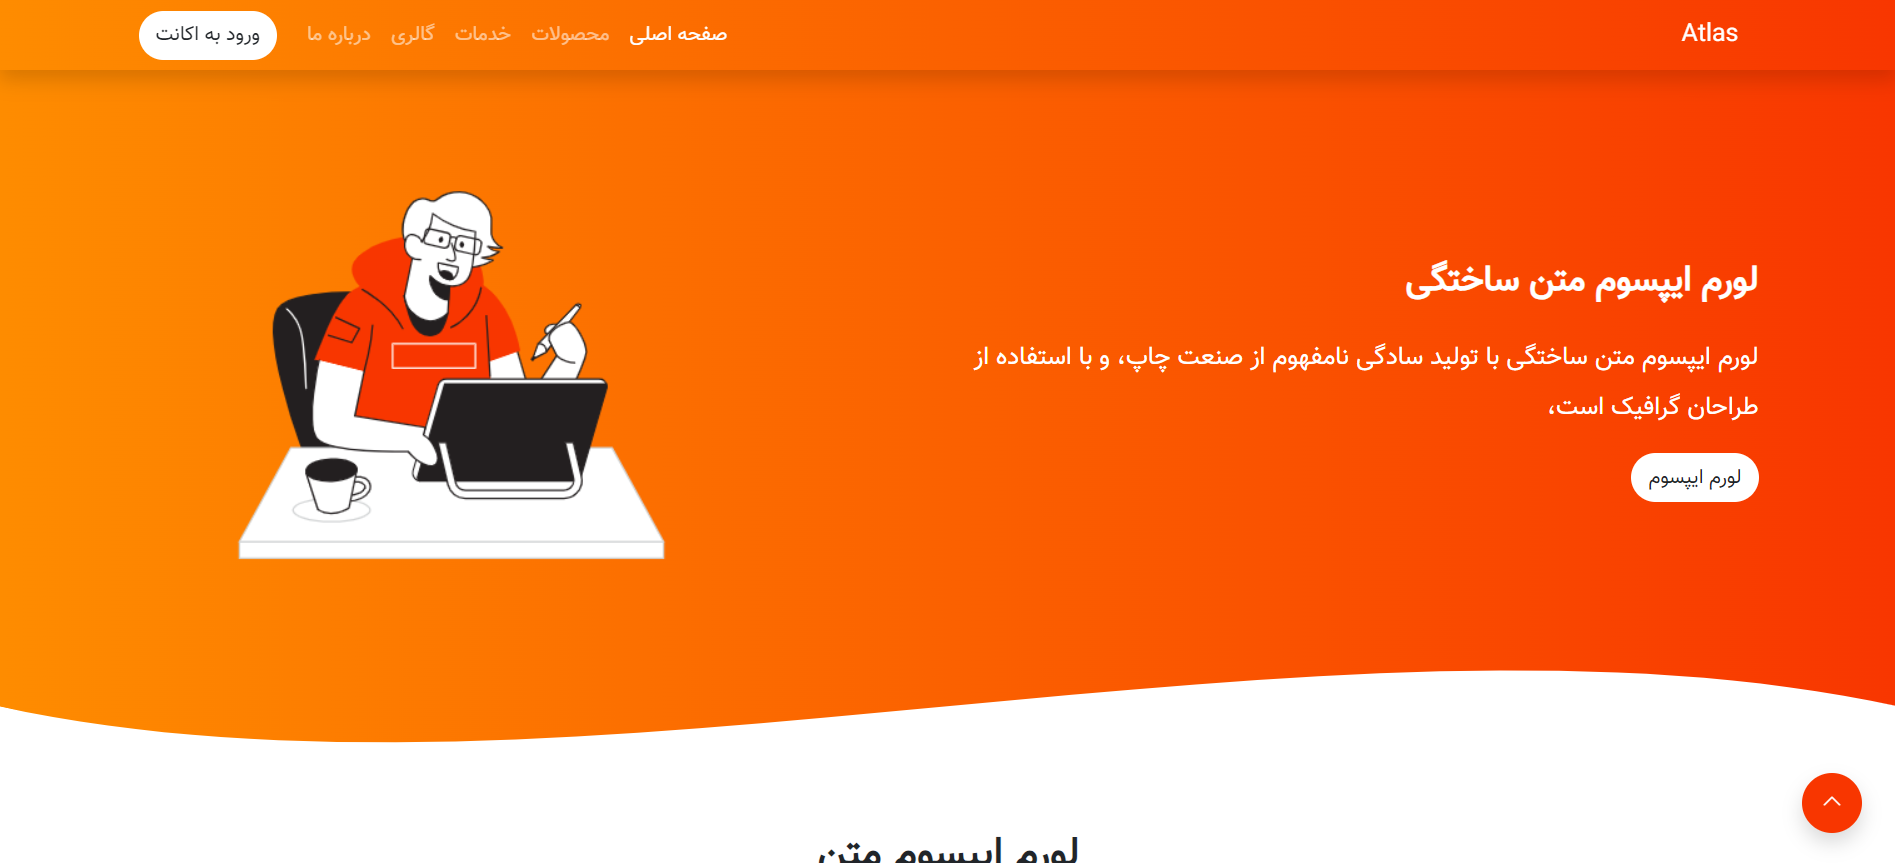 Atlas
صفحه اصلی
محصولات
خدمات
گالری
درباره ما
ورود به اکانت
لورم ایپسوم متن ساختگی
لورم ایپسوم متن ساختگی با تولید سادگی نامفهوم از صنعت چاپ، و با استفاده از
طراحان گرافیک است،
لورم ایپسوم
لورم ایپسوم متن